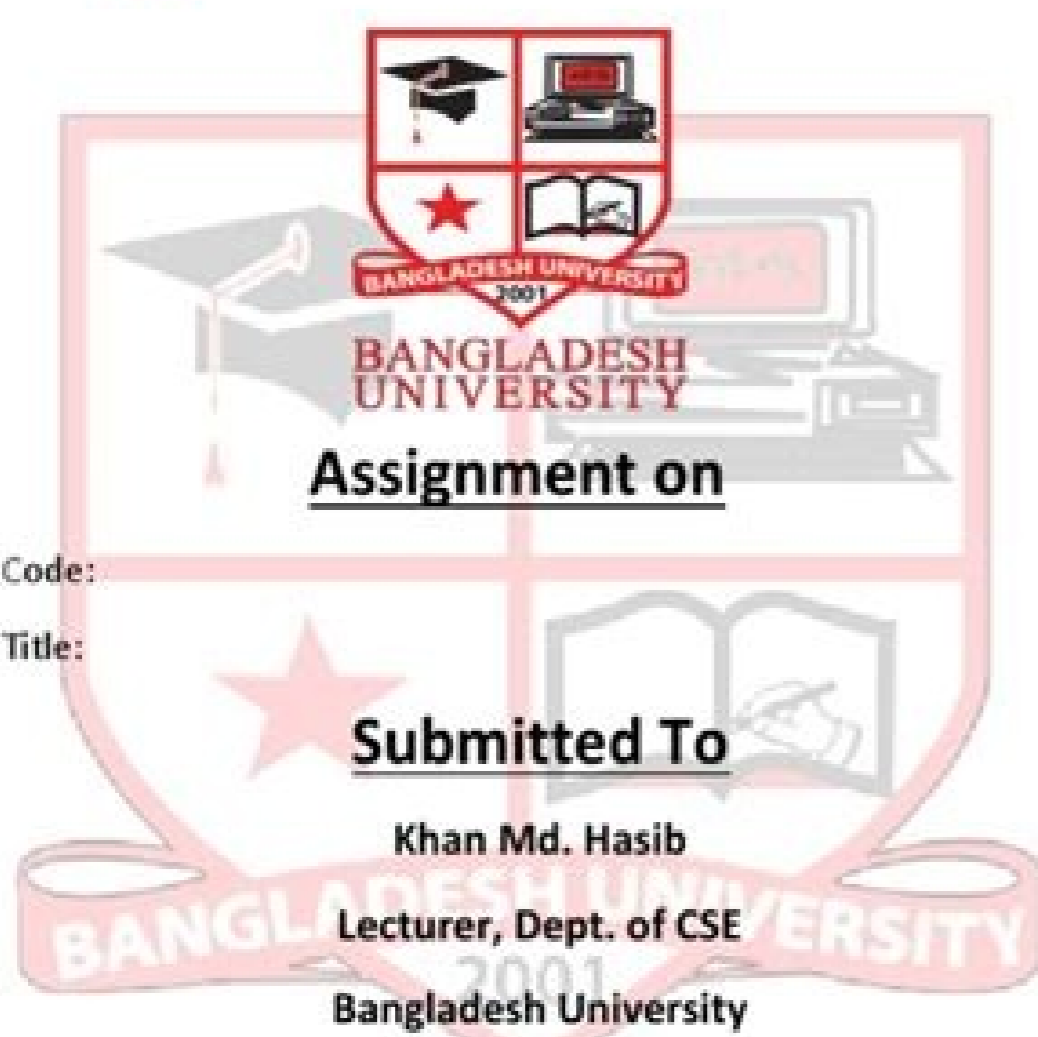 BANGLADESH UNIVERSITY
2001
BANGLADESH
UNIVERSITY
Assignment on
Code:
Title:
Submitted To
Khan Md. Hasib
BANGLADESH UNIVERSITY
Lecturer, Dept. of CSE
2001
Bangladesh University